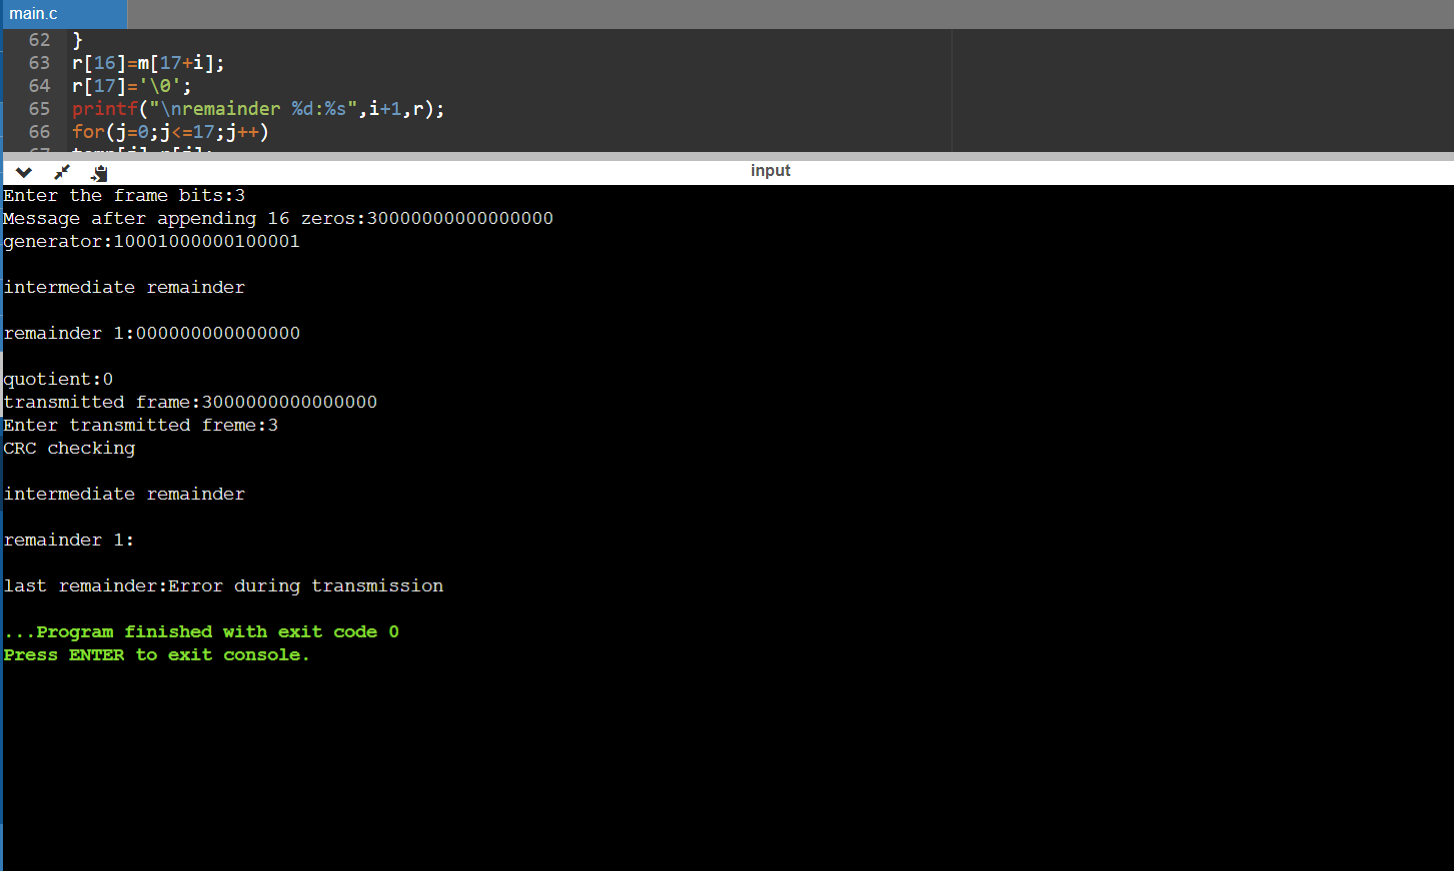 main.c
62 }
63 r[16]=m[17+i];
64 r[17]='\0';
65 printf("\nremainder %d:%s",i+1,r);
66 for(j=0;j<=17;j++)
input
Enter the frame bits:3
Message after appending 16 zeros:30000000000000000
generator:10001000000100001
intermediate remainder
remainder 1:000000000000000
quotient:0
transmitted frame:3000000000000000
Enter transmitted freme:3
CRC checking
intermediate remainder
remainder 1:
last remainder:Error during transmission
...Program finished with exit code 0
Press ENTER to exit console.